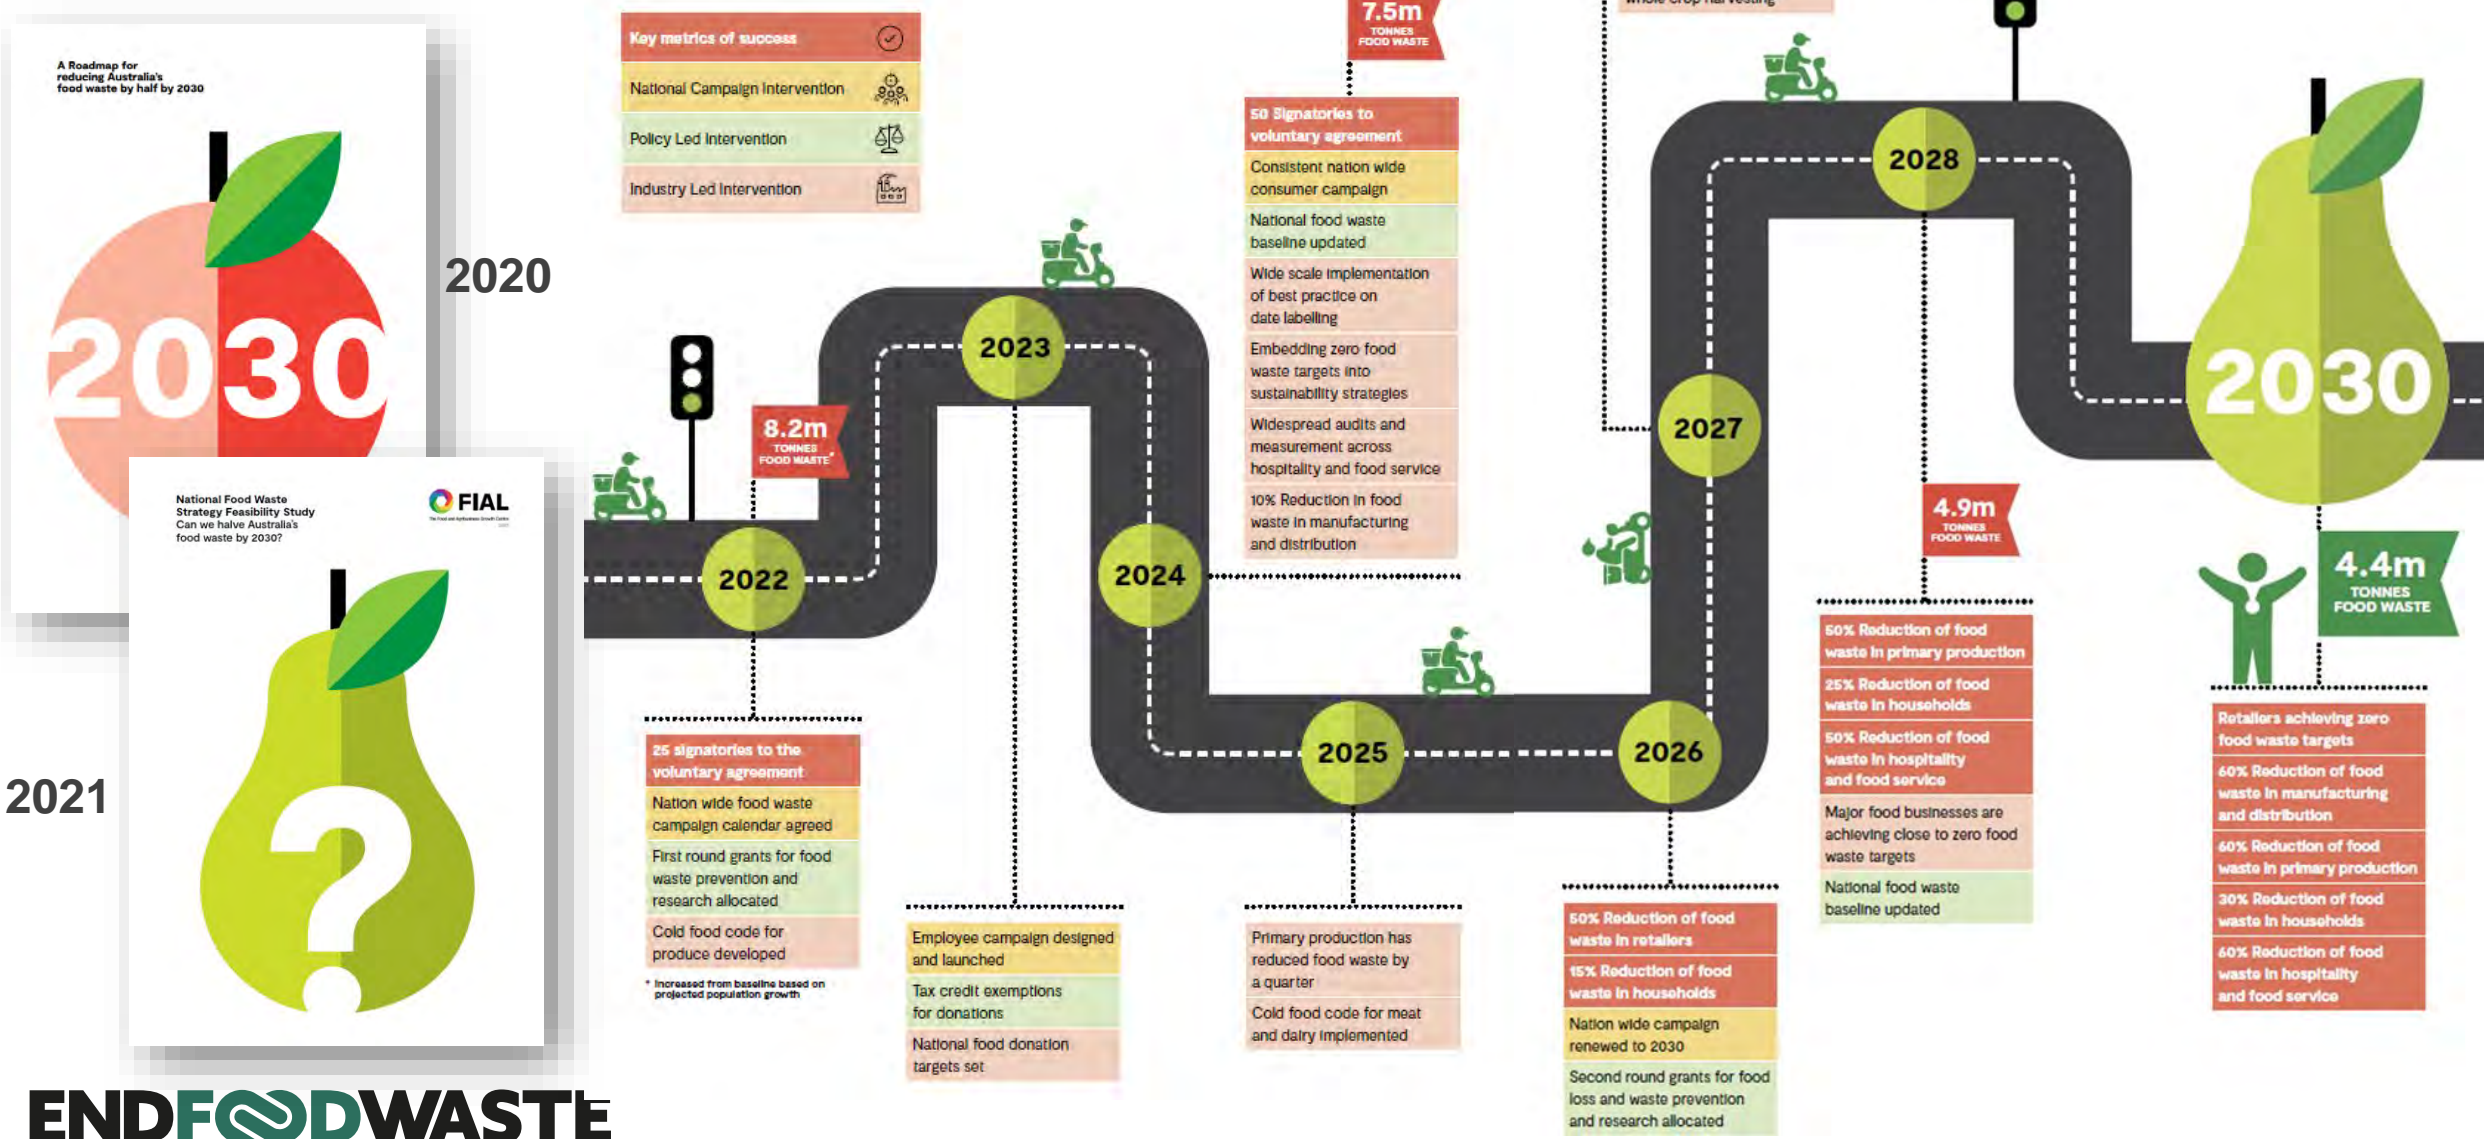 A Roadmap for
reducing Australia's
food waste by half by 2030
2030
2020
National Food Waste
Strategy Feasibility Study
Can we halve Australia's
food waste by 2030?
FIAL
?
2021
ENDFOODWASTE
Key metrics of success
National Campaign Intervention
Policy Led Intervention
Industry Led Intervention
8.2m
TONNES
FOOD WASTE*
2022
25 signatories to the
voluntary agreement
Nation wide food waste
campaign calendar agreed
First round grants for food
waste prevention and
research allocated
Cold food code for
produce developed
* Increased from baseline based on
projected population growth
2023
Employee campaign designed
and launched
Tax credit exemptions
for donations
National food donation
targets set
7.5m
TONNES
FOOD WASTE
50 Signatories to
voluntary agreement
Consistent nation wide
consumer campaign
National food waste
baseline updated
Wide scale implementation
of best practice on
date labelling
Embedding zero food
waste targets into
sustainability strategies
Widespread audits and
measurement across
hospitality and food service
10% Reduction in food
waste in manufacturing
and distribution
2024
2025
Primary production has
reduced food waste by
a quarter
Cold food code for meat
and dairy implemented
2026
50% Reduction of food
waste in retailers
15% Reduction of food
waste in households
Nation wide campaign
renewed to 2030
Second round grants for food
loss and waste prevention
and research allocated
whole crop harvesting
2027
2028
4.9m
TONNES
FOOD WASTE
50% Reduction of food
waste in primary production
25% Reduction of food
waste in households
50% Reduction of food
waste in hospitality
and food service
Major food businesses are
achieving close to zero food
waste targets
National food waste
baseline updated
2030
4.4m
TONNES
FOOD WASTE
Retailers achieving zero
food waste targets
60% Reduction of food
waste in manufacturing
and distribution
60% Reduction of food
waste in primary production
30% Reduction of food
waste in households
60% Reduction of food
waste in hospitality
and food service